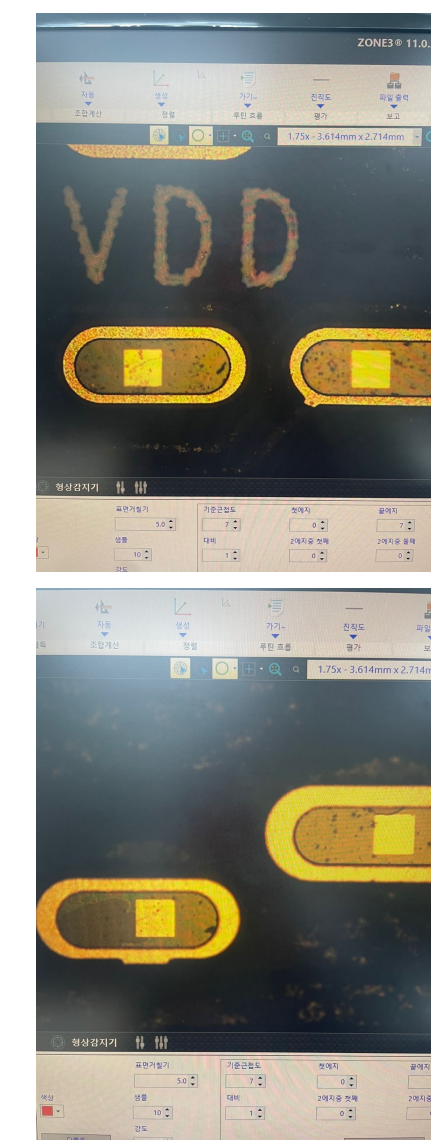 ZONE3® 11.0.
자동 생성 가기~ 진직도 파일 출력
조합계산 정렬 루틴 흐름 평가 보고
1.75x - 3.614mm x 2.714mm
VDD
형상감지기
표면거칠기 기준근접도 첫에지 끝에지
5.0 7 0 7
샘플 대비 2에지중 첫째 2에지중 둘째
10 1 0 0
강도
자동 생성 가기~ 진직도 파일
조합계산 정렬 루틴 흐름 평가
1.75x - 3.614mm x 2.714m
형상감지기
표면거칠기 기준근접도 첫에지 끝에지
5.0 7 0
색상 샘플 대비 2에지중 첫째 2에지중
10 1 0
강도